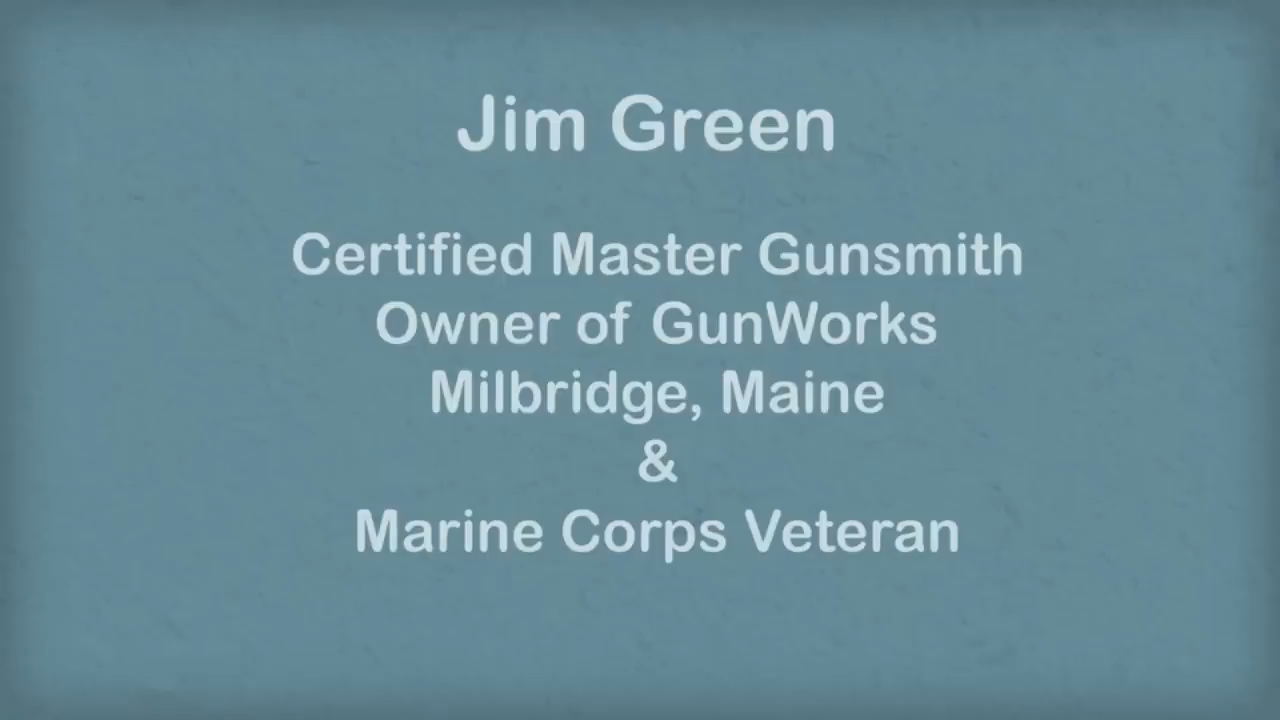 Jim Green
Certified Master Gunsmith
Owner of GunWorks
Milbridge, Maine
&
Marine Corps Veteran